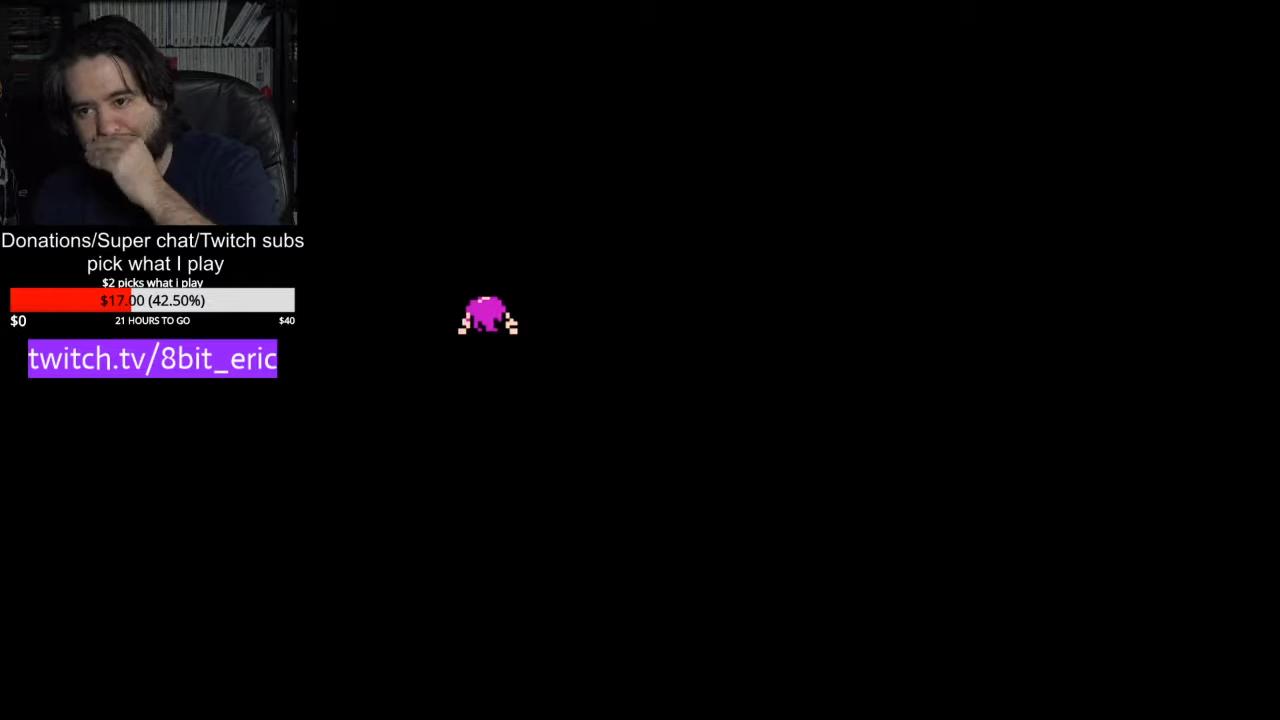 Donations/Super chat/Twitch subs
pick what I play
$2 picks what i play
$17.00 (42.50%)
$0
21 HOURS TO GO
$40
twitch.tv/8bit_eric